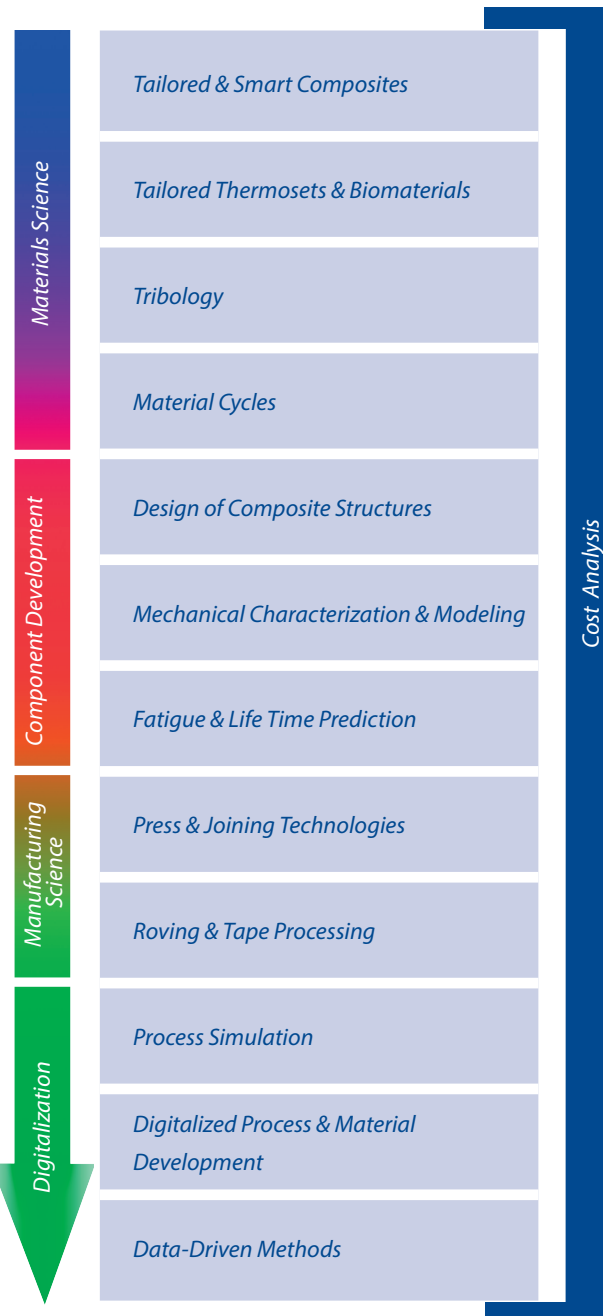 Materials Science
Tailored & Smart Composites
Tailored Thermosets & Biomaterials
Tribology
Material Cycles
Component Development
Design of Composite Structures
Mechanical Characterization & Modeling
Fatigue & Life Time Prediction
Manufacturing
Science
Press & Joining Technologies
Roving & Tape Processing
Digitalization
Process Simulation
Digitalized Process & Material
Development
Data-Driven Methods
Cost Analysis